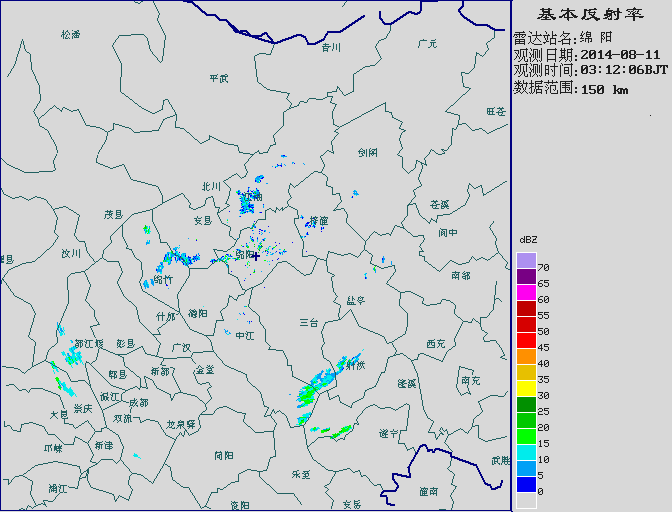 基本反射率
雷达站名:绵 阳
观测日期:2014-08-11
观测时间:03:12:06BJT
数据范围:150 km
dBZ
70
65
60
55
50
45
40
35
30
25
20
15
10
5
0
松潘
青川
广元
平武
旺苍
剑阁
北川
江油
苍溪
茂县
安县
梓潼
阆中
汶川
县
绵阳
绵竹
南部
盐亭
什邡
德阳
三台
中江
都江堰
彭县
广汉
西充
射洪
郫县
新都
金堂
蓬溪
南充
温江
成都
大邑
崇庆
双流
龙泉驿
遂宁
邛崃
新津
简阳
武胜
乐至
蒲江
资阳
安岳
潼南